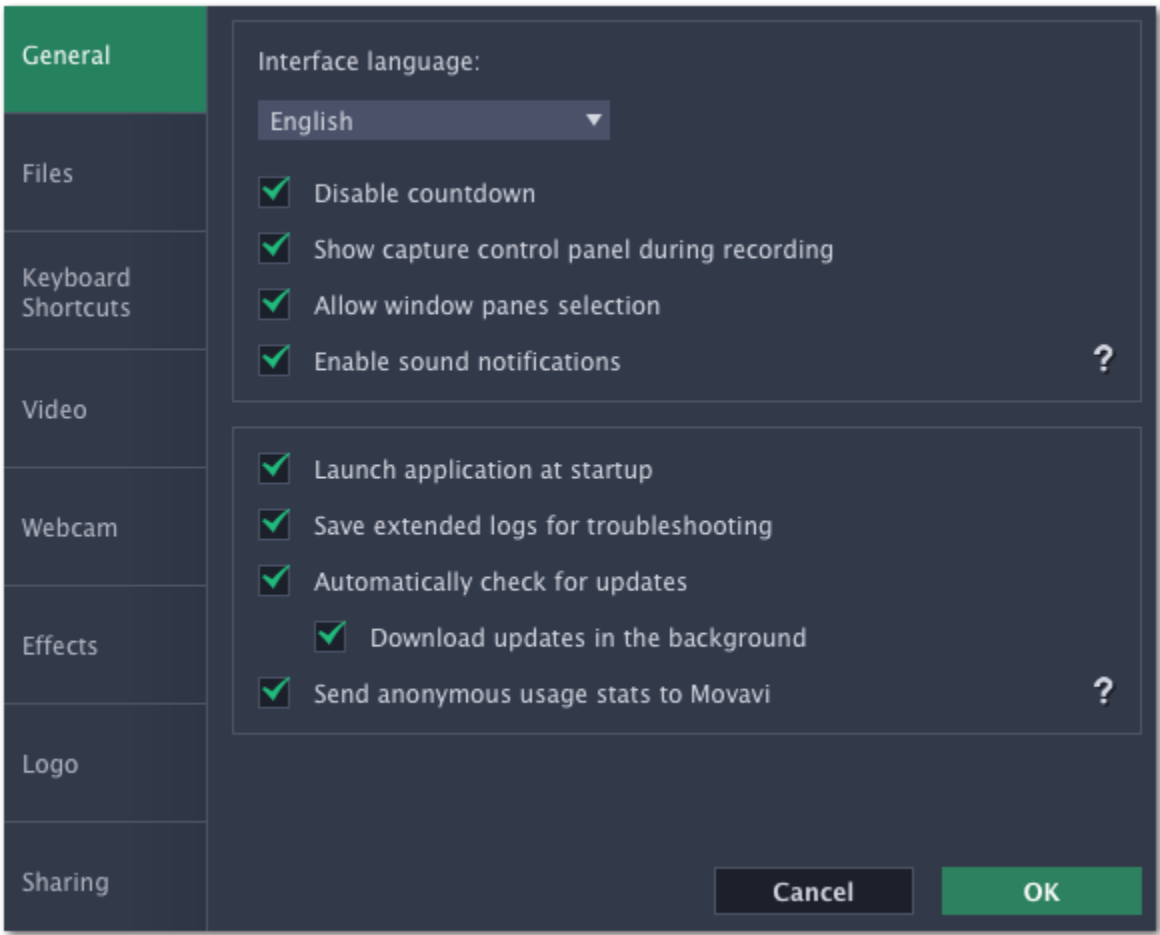 General
Files
Keyboard
Shortcuts
Video
Webcam
Effects
Logo
Sharing
Interface language:
English
Disable countdown
Show capture control panel during recording
Allow window panes selection
Enable sound notifications
?
Launch application at startup
Save extended logs for troubleshooting
Automatically check for updates
Download updates in the background
Send anonymous usage stats to Movavi
?
Cancel
OK